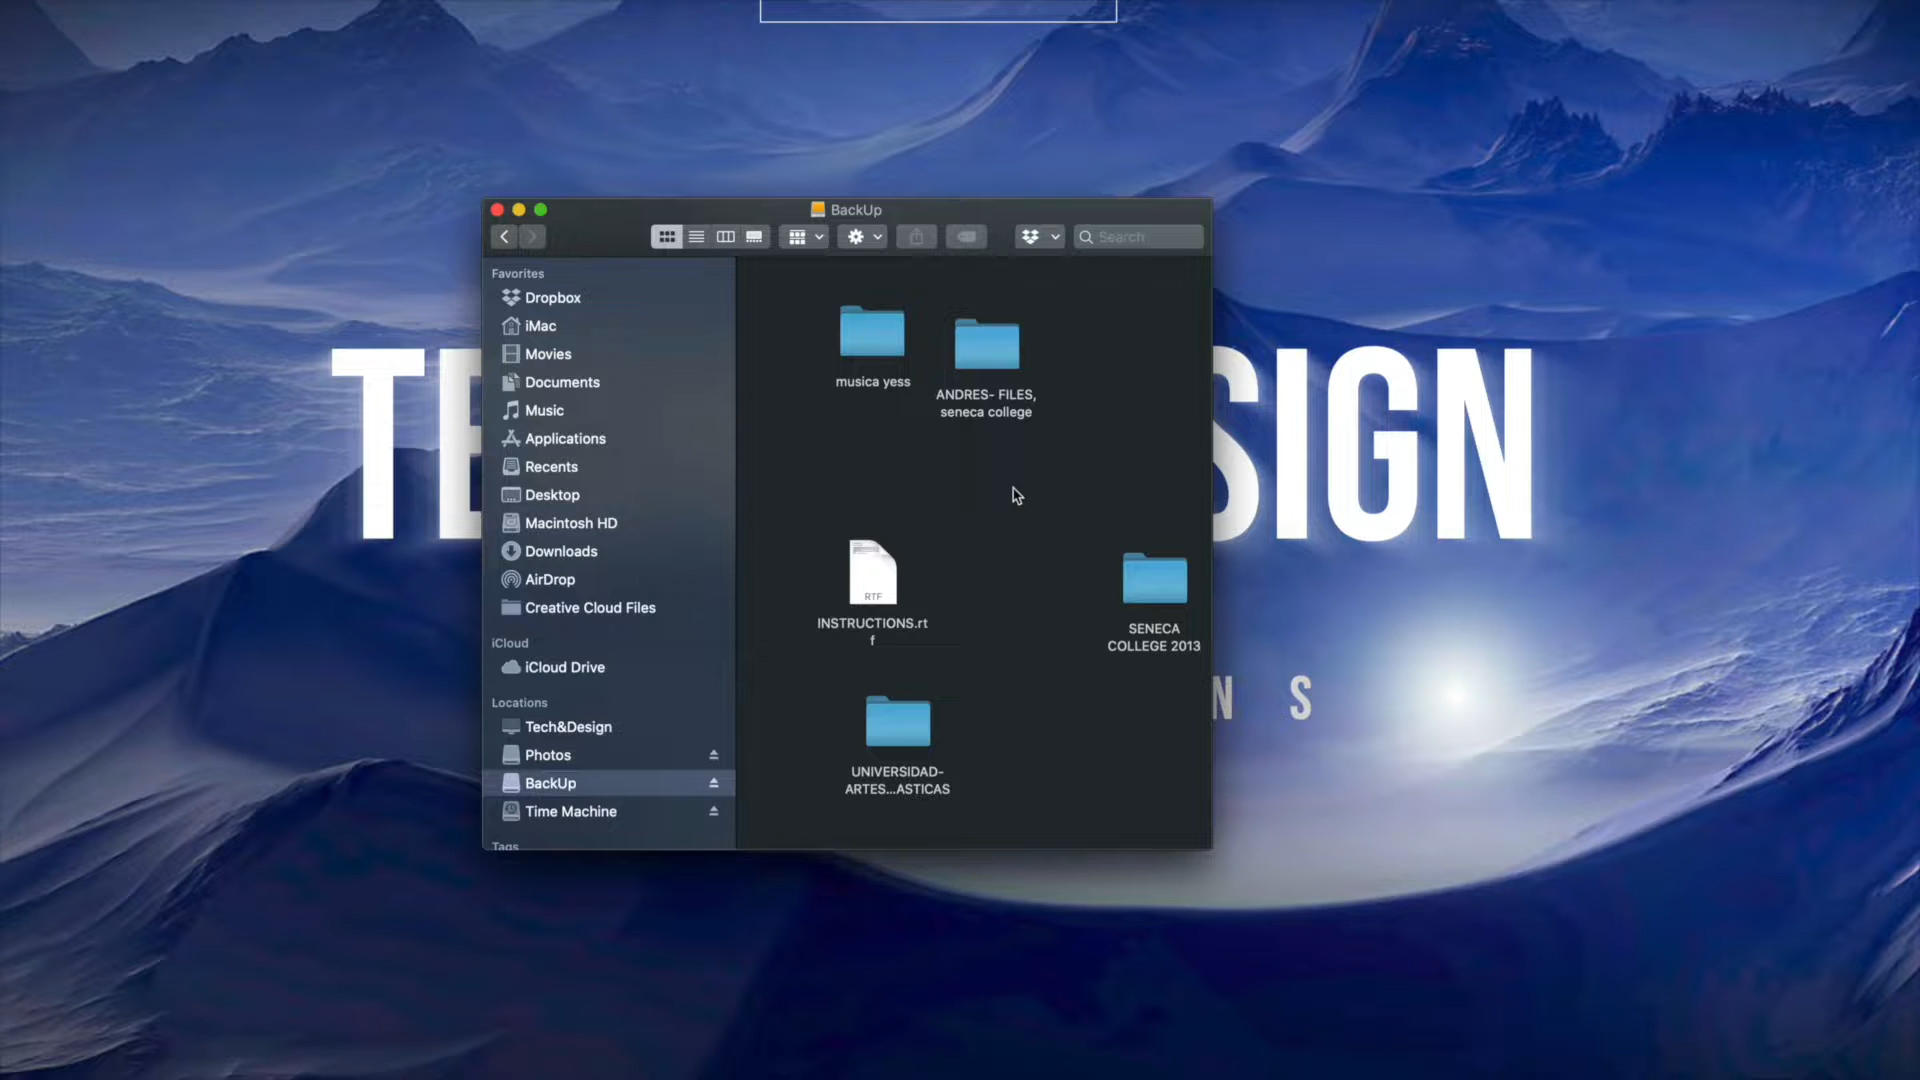 BackUp
Search
Favorites
Dropbox
iMac
Movies
Documents
Music
Applications
Recents
Desktop
Macintosh HD
Downloads
AirDrop
Creative Cloud Files
iCloud
iCloud Drive
Locations
Tech&Design
Photos
BackUp
Time Machine
Tags
musica yess
ANDRES- FILES,
seneca college
RTF
INSTRUCTIONS.rt
f
SENECA
COLLEGE 2013
UNIVERSIDAD-
ARTES...ASTICAS
TE
SIGN
N S